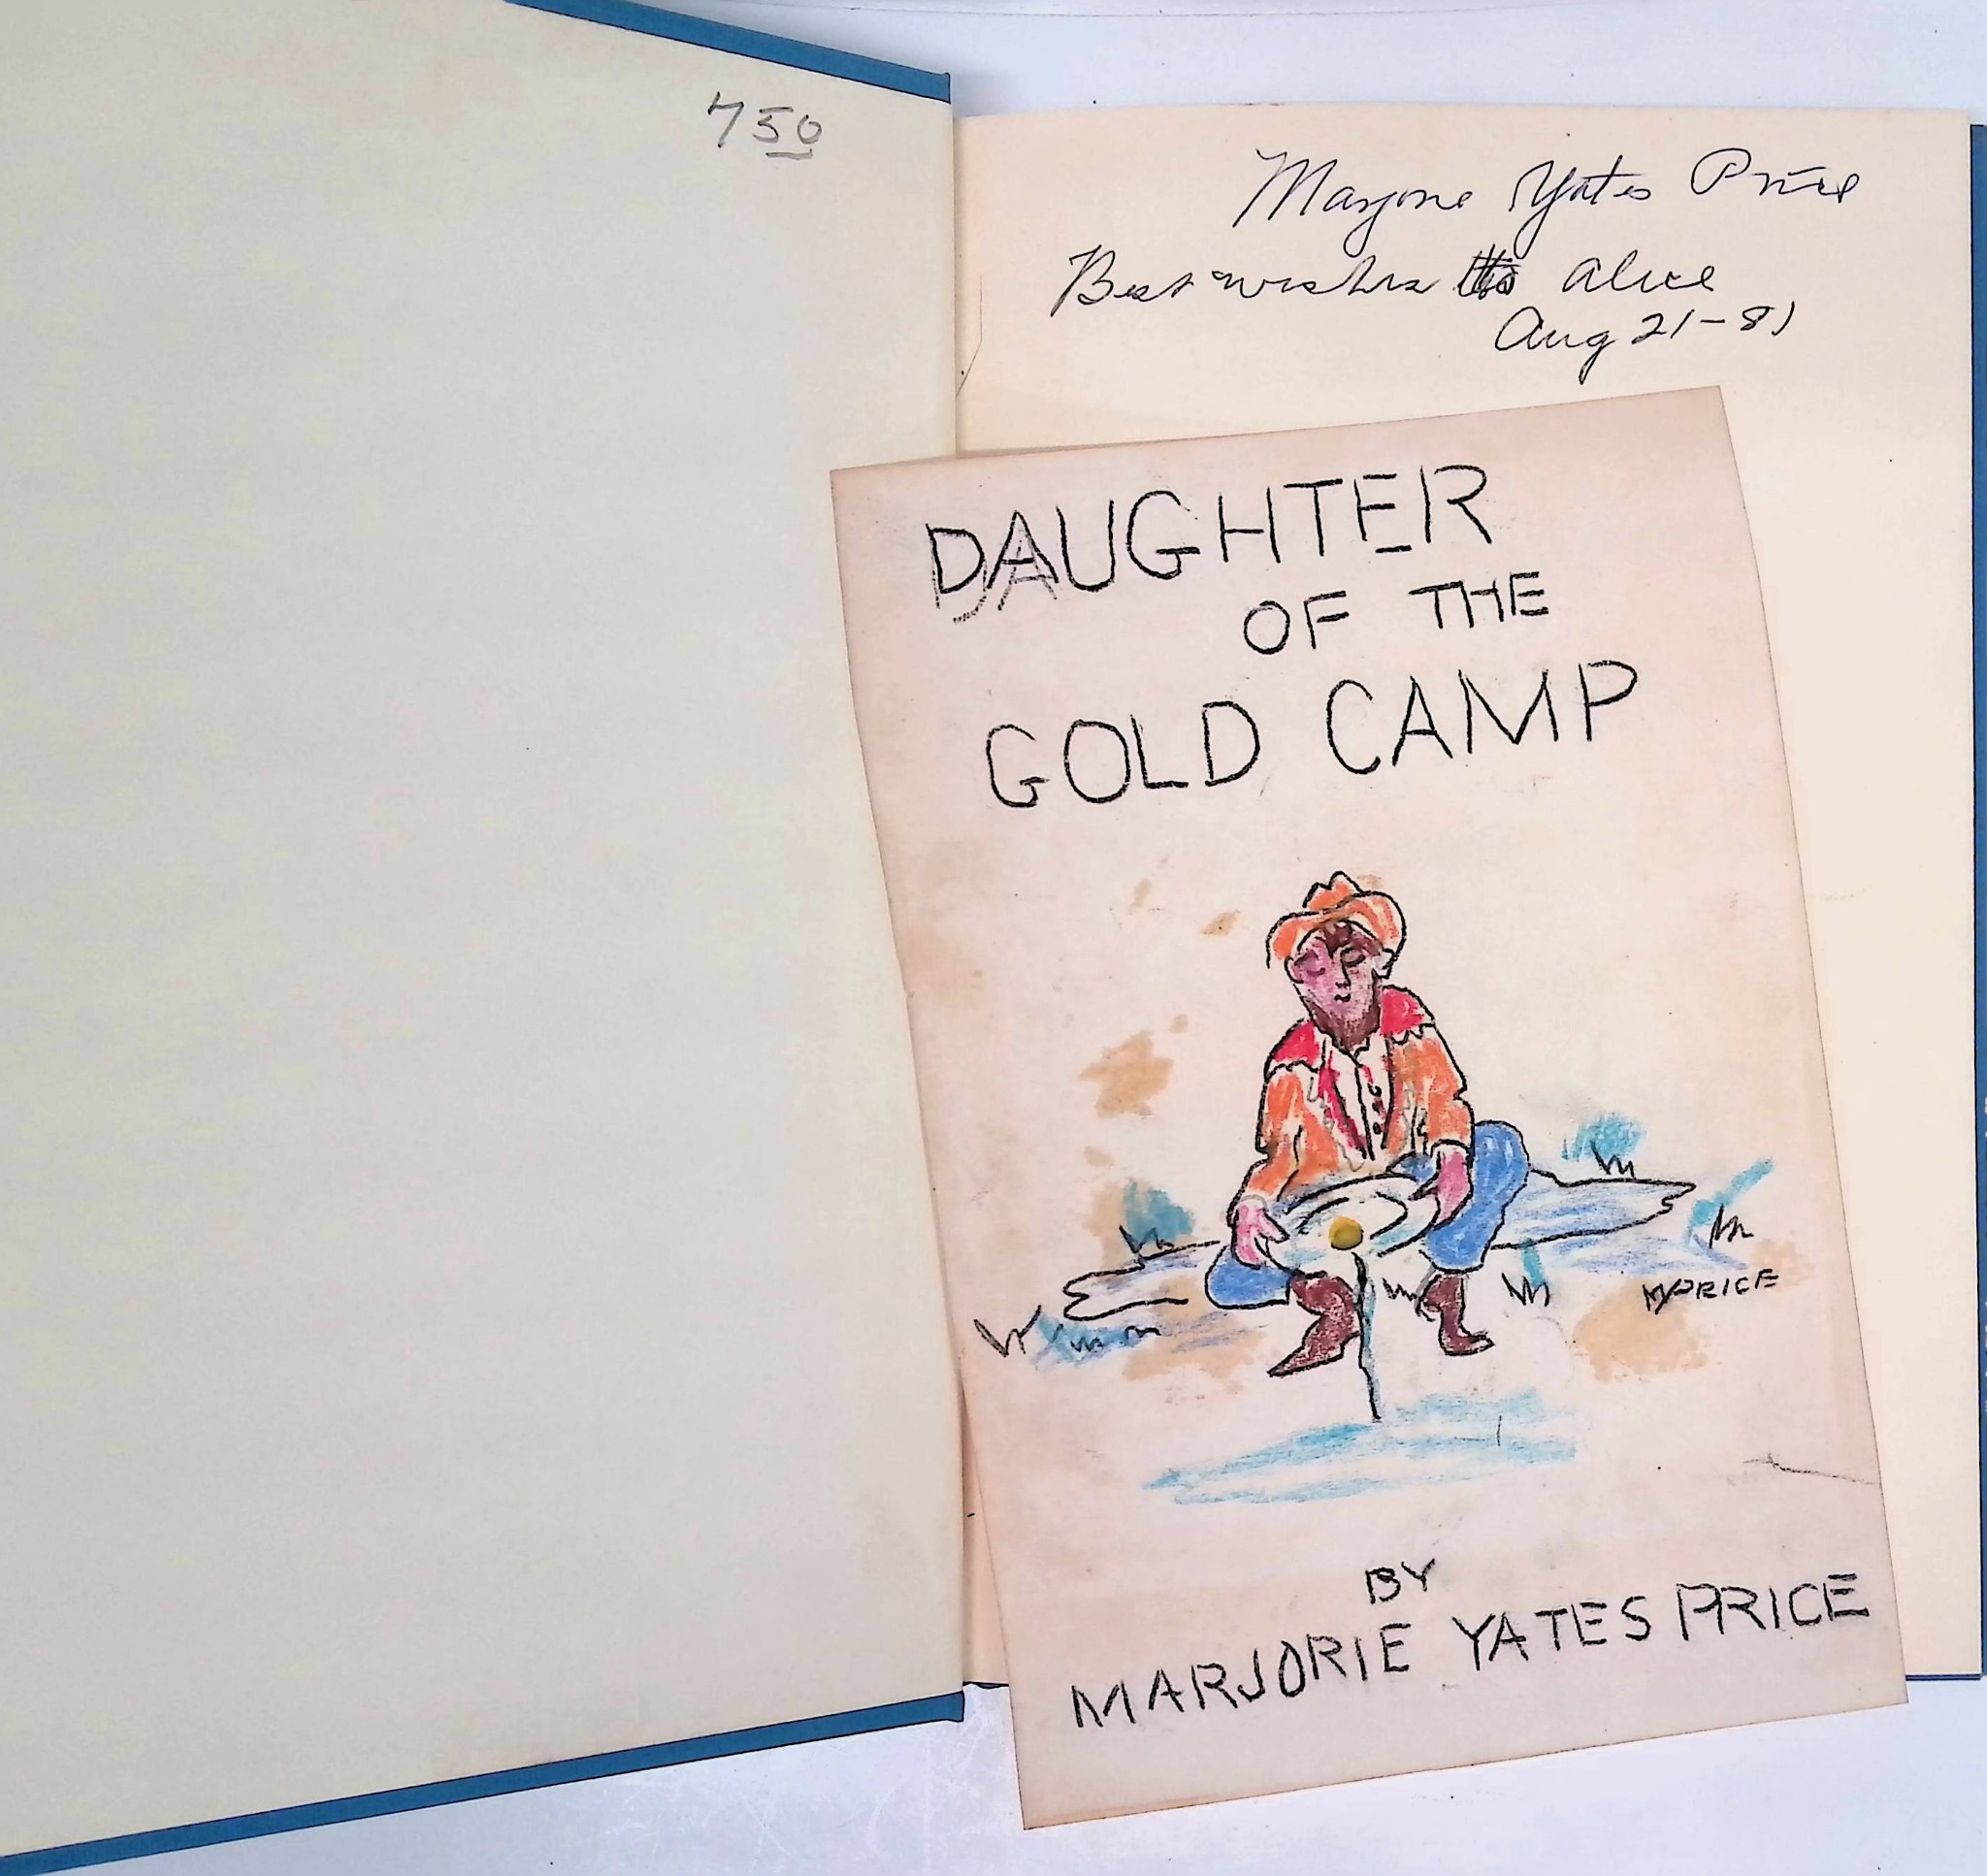 750
Marjorie Yates Price
Best wishes to Alice
Aug 21-81
DAUGHTER
OF THE
GOLD CAMP
MYPRICE
BY
MARJORIE YATES PRICE